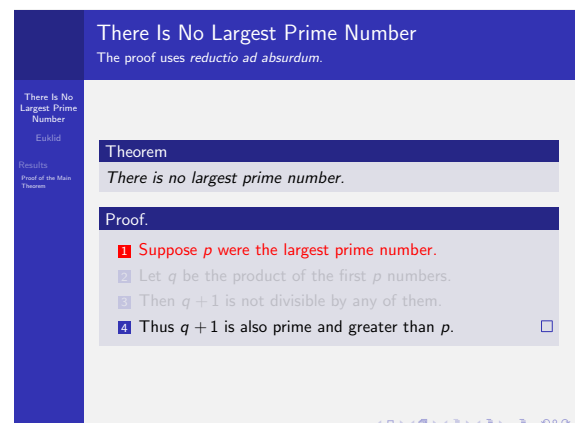 There Is No Largest Prime Number
The proof uses reductio ad absurdum.
There Is No
Largest Prime
Number
Euklid
Results
Proof of the Main
Theorem
Theorem
There is no largest prime number.
Proof.
1 Suppose p were the largest prime number.
2 Let q be the product of the first p numbers.
3 Then q + 1 is not divisible by any of them.
4 Thus q + 1 is also prime and greater than p. □